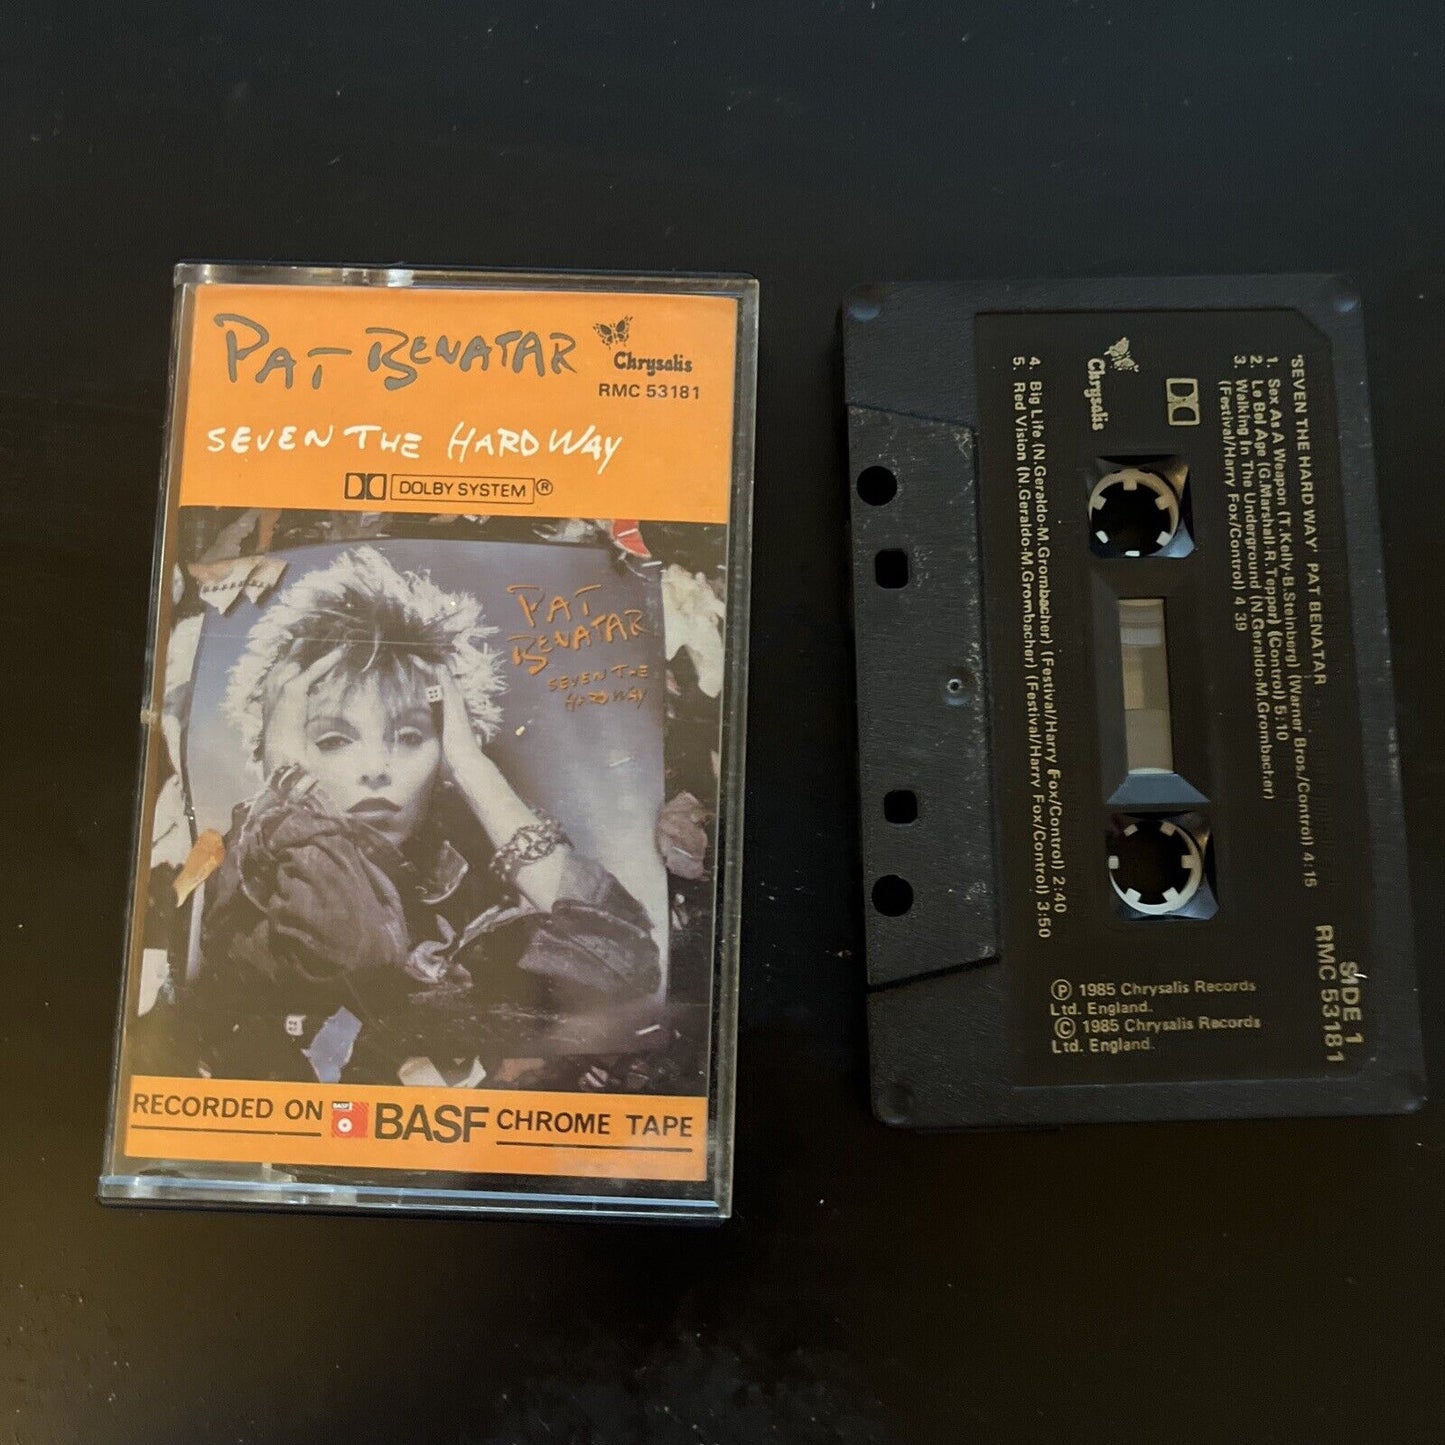 PAT BENATAR
Chrysalis
RMC 53181
SEVEN THE HARD WAY
DOLBY SYSTEM ®
PAT
BENATAR
SEVEN THE
HARD WAY
RECORDED ON BASF BASF CHROME TAPE
Chrysalis
'SEVEN THE HARD WAY' PAT BENATAR
1. Sex As A Weapon (T.Kelly-B.Steinberg) (Warner Bros/Control) 4:15
2. Le Bel Age (G.Marshall-R.Tepper) (Control) 5:10
3. Walking In The Underground (N.Geraldo-M.Grombacher)
(Festival/Harry Fox/Control) 4 39
4. Big Life (N.Geraldo-M.Grombacher) (Festival/Harry Fox/Control) 2:40
5. Red Vision (N.Geraldo-M.Grombacher) (Festival/Harry Fox/Control) 3:50
SIDE 1
RMC 53181
Ⓟ 1985 Chrysalis Records
Ltd. England.
© 1985 Chrysalis Records
Ltd. England.